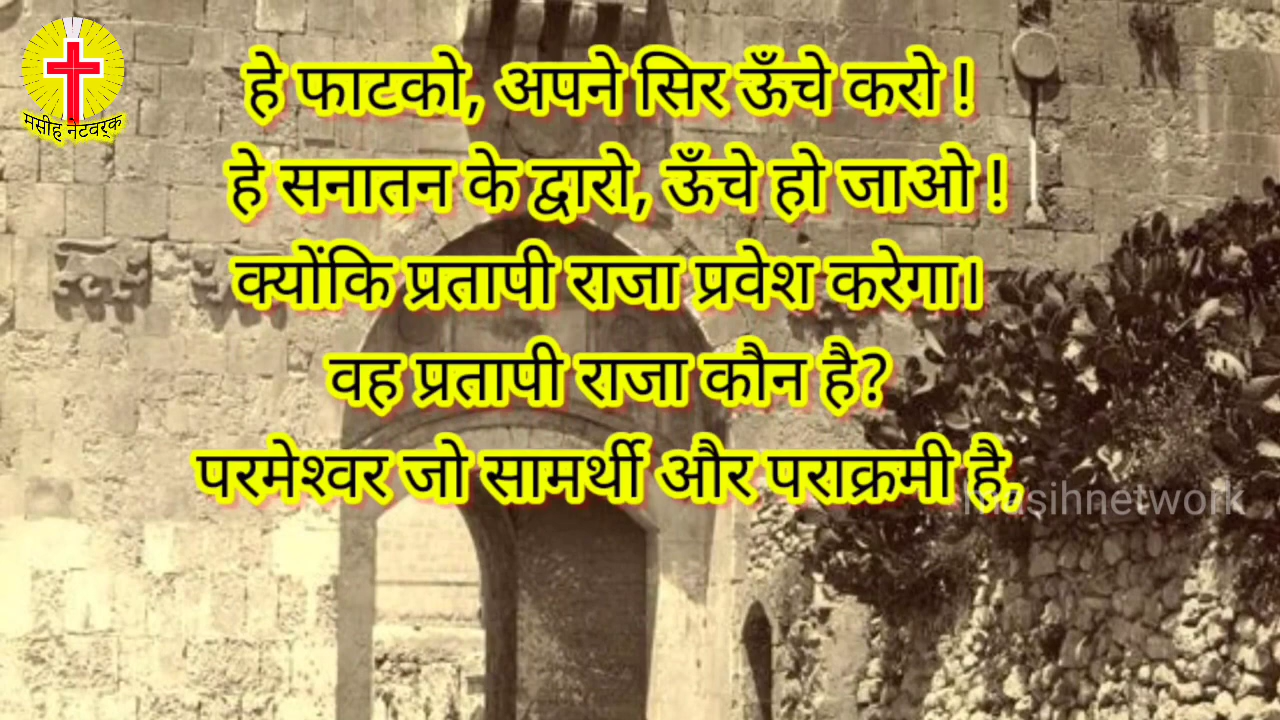 मसीह नेटवर्क
हे फाटको, अपने सिर ऊँचे करो !
हे सनातन के द्वारो, ऊँचे हो जाओ !
क्योंकि प्रतापी राजा प्रवेश करेगा।
वह प्रतापी राजा कौन है?
परमेश्वर जो सामर्थी और पराक्रमी है,
Masihnetwork